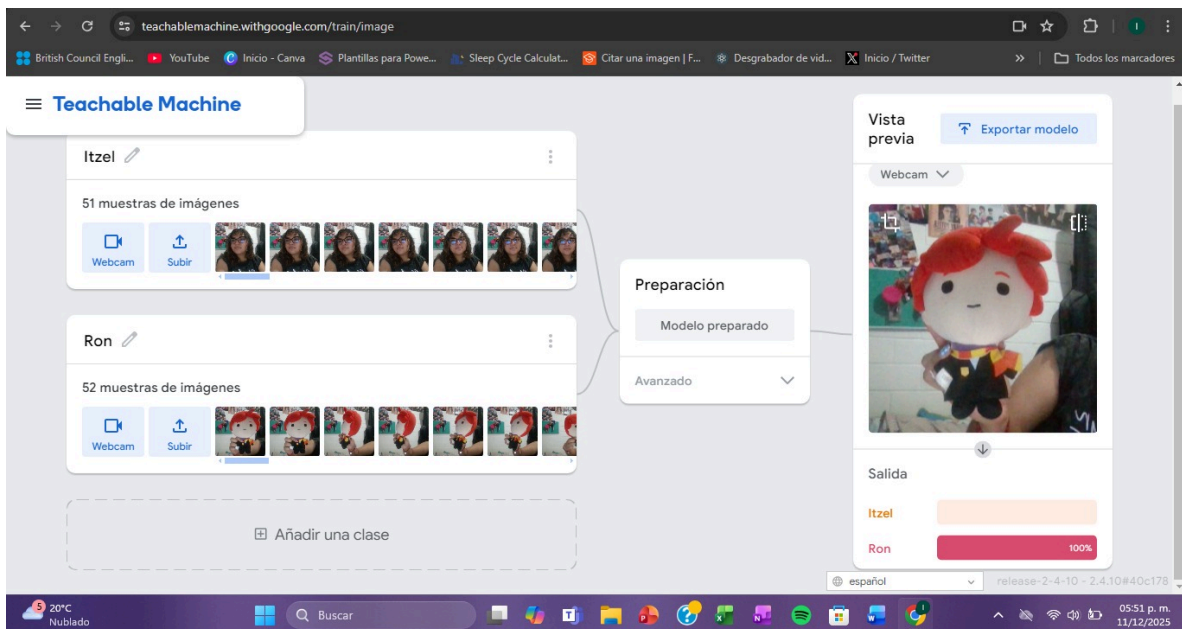 teachablemachine.withgoogle.com/train/image
British Council Engli... YouTube Inicio - Canva Plantillas para Powe... Sleep Cycle Calculat... Citar una imagen | F... Desgrabador de vid... Inicio / Twitter » Todos los marcadores
Teachable Machine
Itzel
51 muestras de imágenes
Webcam Subir
Ron
52 muestras de imágenes
Webcam Subir
Añadir una clase
Preparación
Modelo preparado
Avanzado
Vista previa
Exportar modelo
Webcam
Salida
Itzel
Ron 100%
español
release-2-4-10 - 2.4.10#40c178
5 20°C
Nublado
Buscar
05:51 p. m.
11/12/2025